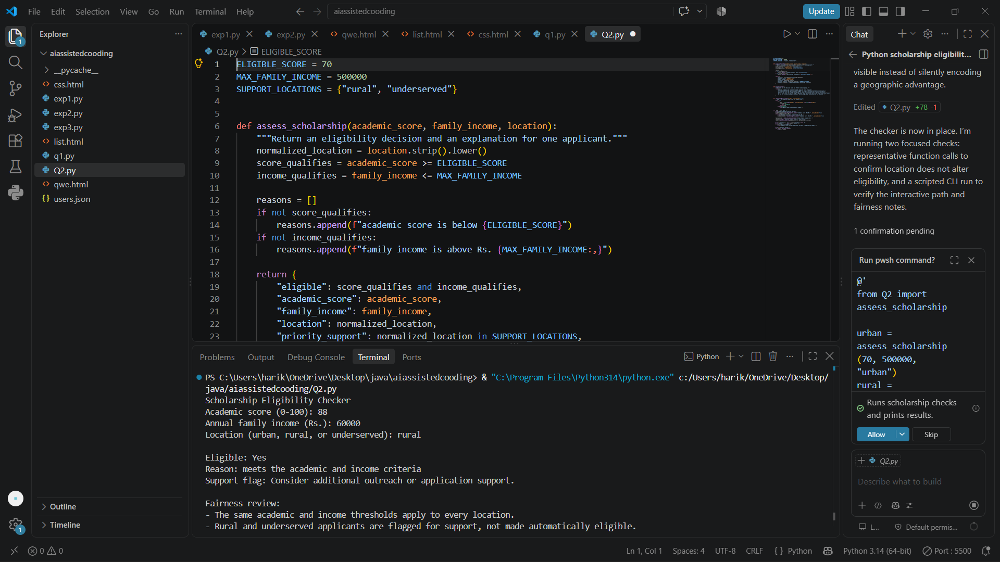 File Edit Selection View Go Run Terminal Help
aiassistedcooding
Update
Explorer
aiassistedcooding
__pycache__
css.html
exp1.py
exp2.py
exp3.py
list.html
q1.py
Q2.py
qwe.html
users.json
Outline
Timeline
1
1
exp1.py exp2.py qwe.html list.html css.html q1.py Q2.py
Q2.py > ELIGIBLE_SCORE
1 ELIGIBLE_SCORE = 70
2 MAX_FAMILY_INCOME = 500000
3 SUPPORT_LOCATIONS = {"rural", "underserved"}
4
5
6 def assess_scholarship(academic_score, family_income, location):
7 """Return an eligibility decision and an explanation for one applicant."""
8 normalized_location = location.strip().lower()
9 score_qualifies = academic_score >= ELIGIBLE_SCORE
10 income_qualifies = family_income <= MAX_FAMILY_INCOME
11
12 reasons = []
13 if not score_qualifies:
14 reasons.append(f"academic score is below {ELIGIBLE_SCORE}")
15 if not income_qualifies:
16 reasons.append(f"family income is above Rs. {MAX_FAMILY_INCOME:,}")
17
18 return {
19 "eligible": score_qualifies and income_qualifies,
20 "academic_score": academic_score,
21 "family_income": family_income,
22 "location": normalized_location,
23 "priority_support": normalized_location in SUPPORT_LOCATIONS,
Problems Output Debug Console Terminal Ports
Python
PS C:\Users\harik\OneDrive\Desktop\java\aiassistedcooding> & "C:\Program Files\Python314\python.exe" c:/Users/harik/OneDrive/Desktop/
java/aiassistedcooding/Q2.py
Scholarship Eligibility Checker
Academic score (0-100): 88
Annual family income (Rs.): 60000
Location (urban, rural, or underserved): rural
Eligible: Yes
Reason: meets the academic and income criteria
Support flag: Consider additional outreach or application support.
Fairness review:
- The same academic and income thresholds apply to every location.
- Rural and underserved applicants are flagged for support, not made automatically eligible.
Chat
Python scholarship eligibilit...
visible instead of silently encoding
a geographic advantage.
Edited Q2.py +78 -1
The checker is now in place. I'm
running two focused checks:
representative function calls to
confirm location does not alter
eligibility, and a scripted CLI run to
verify the interactive path and
fairness notes.
1 confirmation pending
Run pwsh command?
@'
from Q2 import
assess_scholarship
urban =
assess_scholarship
(70, 500000,
"urban")
rural =
Runs scholarship checks
and prints results.
Allow Skip
Q2.py
Describe what to build
L... Default permis...
0 0
Ln 1, Col 1 Spaces: 4 UTF-8 CRLF { } Python Python 3.14 (64-bit) Port : 5500